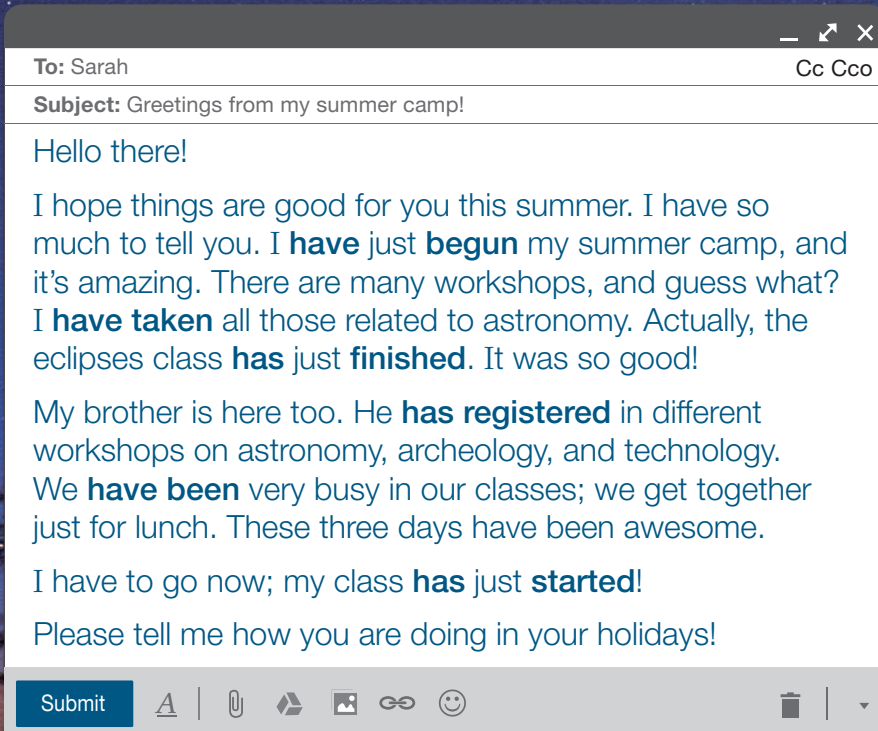 To: Sarah Cc Cco
Subject: Greetings from my summer camp!
Hello there!
I hope things are good for you this summer. I have so
much to tell you. I have just begun my summer camp, and
it’s amazing. There are many workshops, and guess what?
I have taken all those related to astronomy. Actually, the
eclipses class has just finished. It was so good!
My brother is here too. He has registered in different
workshops on astronomy, archeology, and technology.
We have been very busy in our classes; we get together
just for lunch. These three days have been awesome.
I have to go now; my class has just started!
Please tell me how you are doing in your holidays!
Submit A